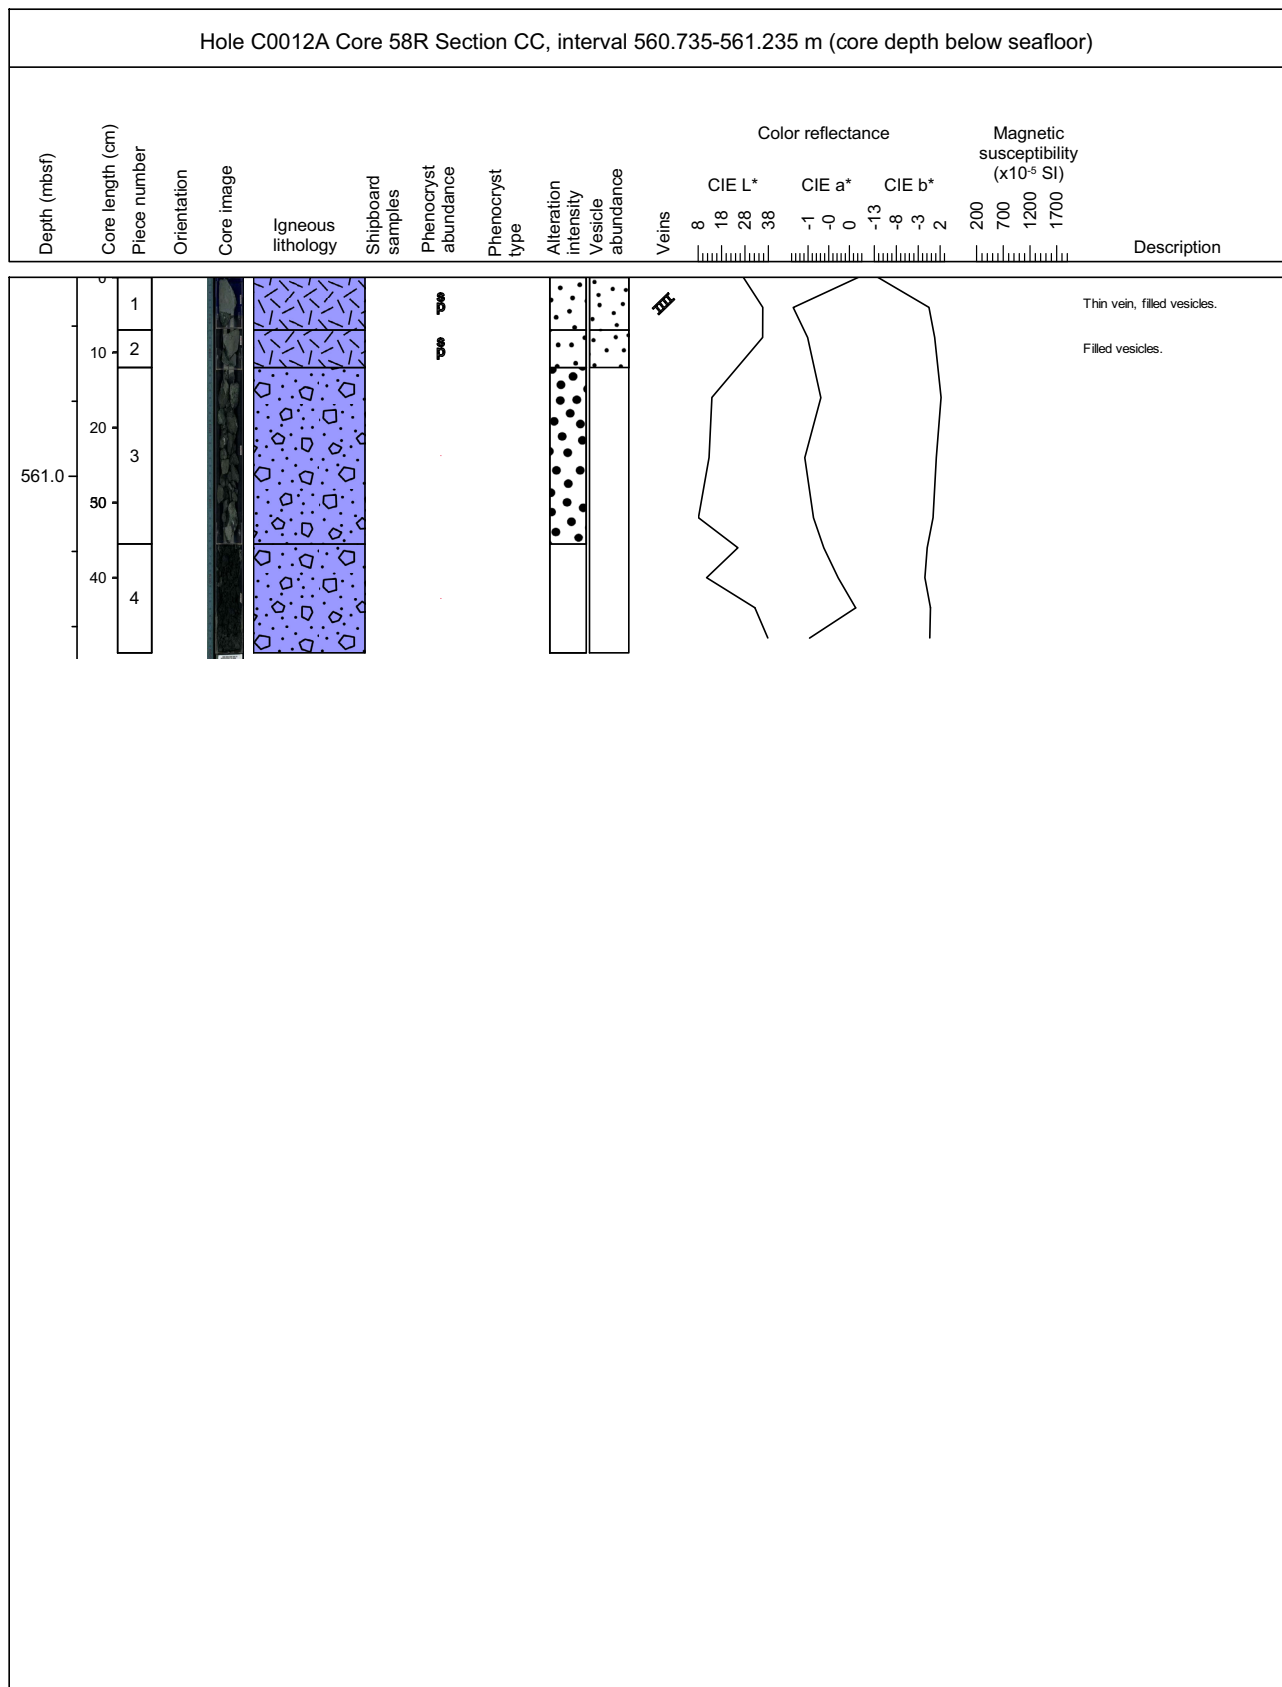 Hole C0012A Core 58R Section CC, interval 560.735-561.235 m (core depth below seafloor)
Depth (mbsf)
Core length (cm)
Piece number
Orientation
Core image
Igneous
lithology
Shipboard
samples
Phenocryst
abundance
Phenocryst
type
Alteration
intensity
Vesicle
abundance
Veins
Color reflectance
CIE L*
8 18 28 38
CIE a*
-1 -0 0
CIE b*
-13 -8 -3 2
Magnetic
susceptibility
(x10-5 SI)
200 700 1200 1700
Description
0
1
sp
Thin vein, filled vesicles.
10
2
sp
Filled vesicles.
20
3
561.0
50
40
4